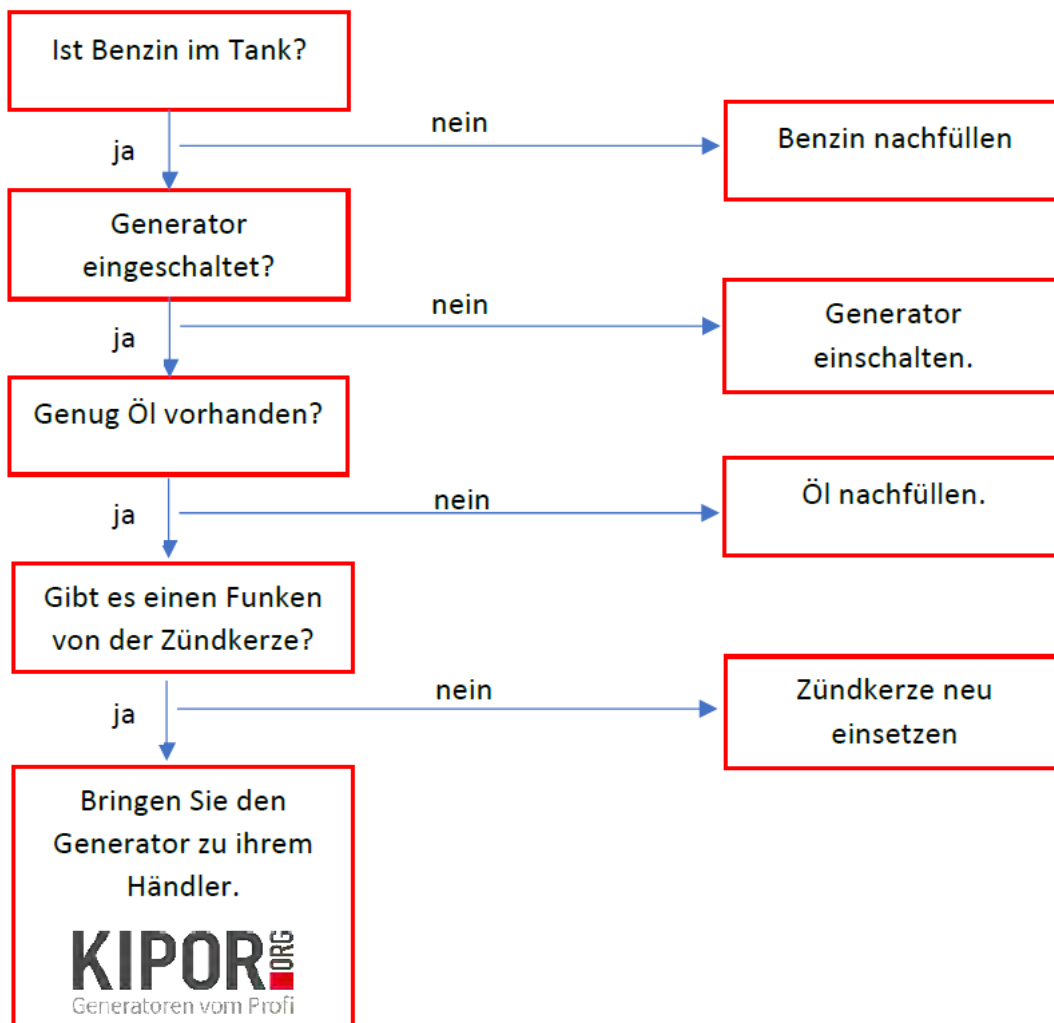 Ist Benzin im Tank?
nein
ja
Benzin nachfüllen
Generator
eingeschaltet?
nein
ja
Generator
einschalten.
Genug Öl vorhanden?
nein
ja
Öl nachfüllen.
Gibt es einen Funken
von der Zündkerze?
nein
ja
Zündkerze neu
einsetzen
Bringen Sie den
Generator zu ihrem
Händler.
KIPOR.ORG
Generatoren vom Profi